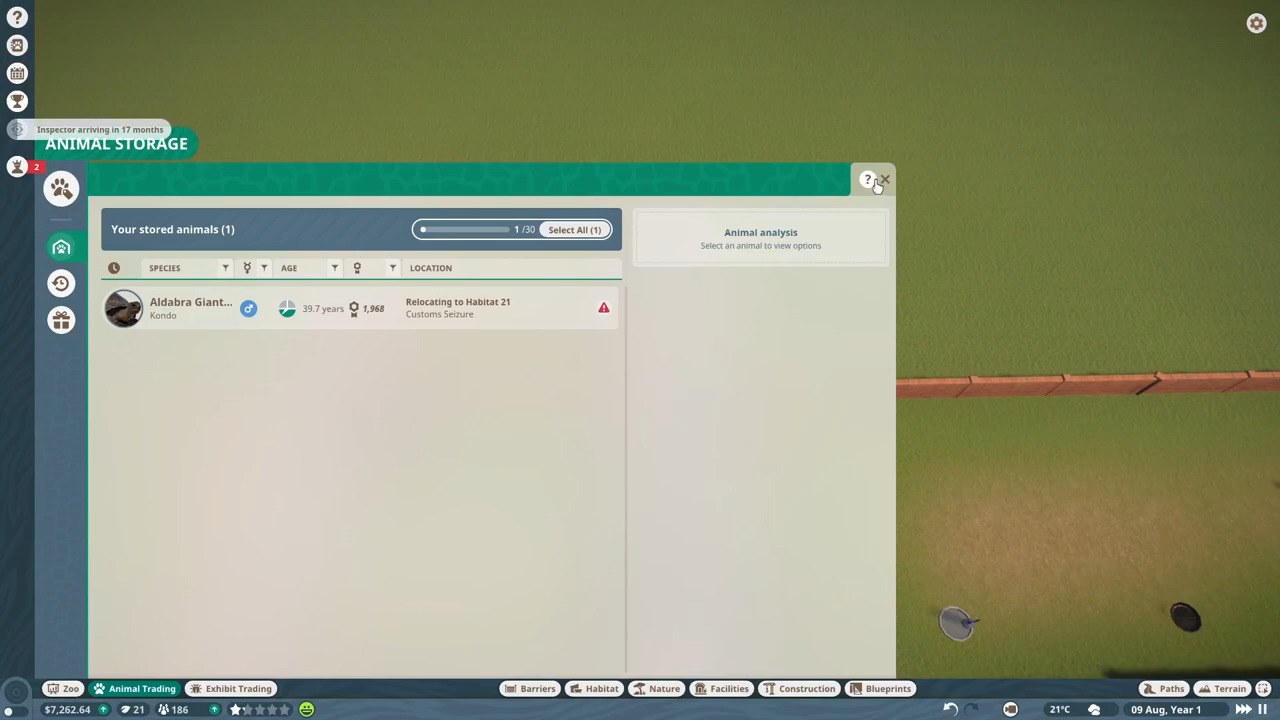 Inspector arriving in 17 months
ANIMAL STORAGE
2
?
Your stored animals (1)
1 /30
Select All (1)
Animal analysis
Select an animal to view options
SPECIES
AGE
LOCATION
Aldabra Giant...
Kondo
39.7 years
1,968
Relocating to Habitat 21
Customs Seizure
Zoo
Animal Trading
Exhibit Trading
Barriers
Habitat
Nature
Facilities
Construction
Blueprints
Paths
Terrain
$7,262.64
21
186
21°C
09 Aug, Year 1